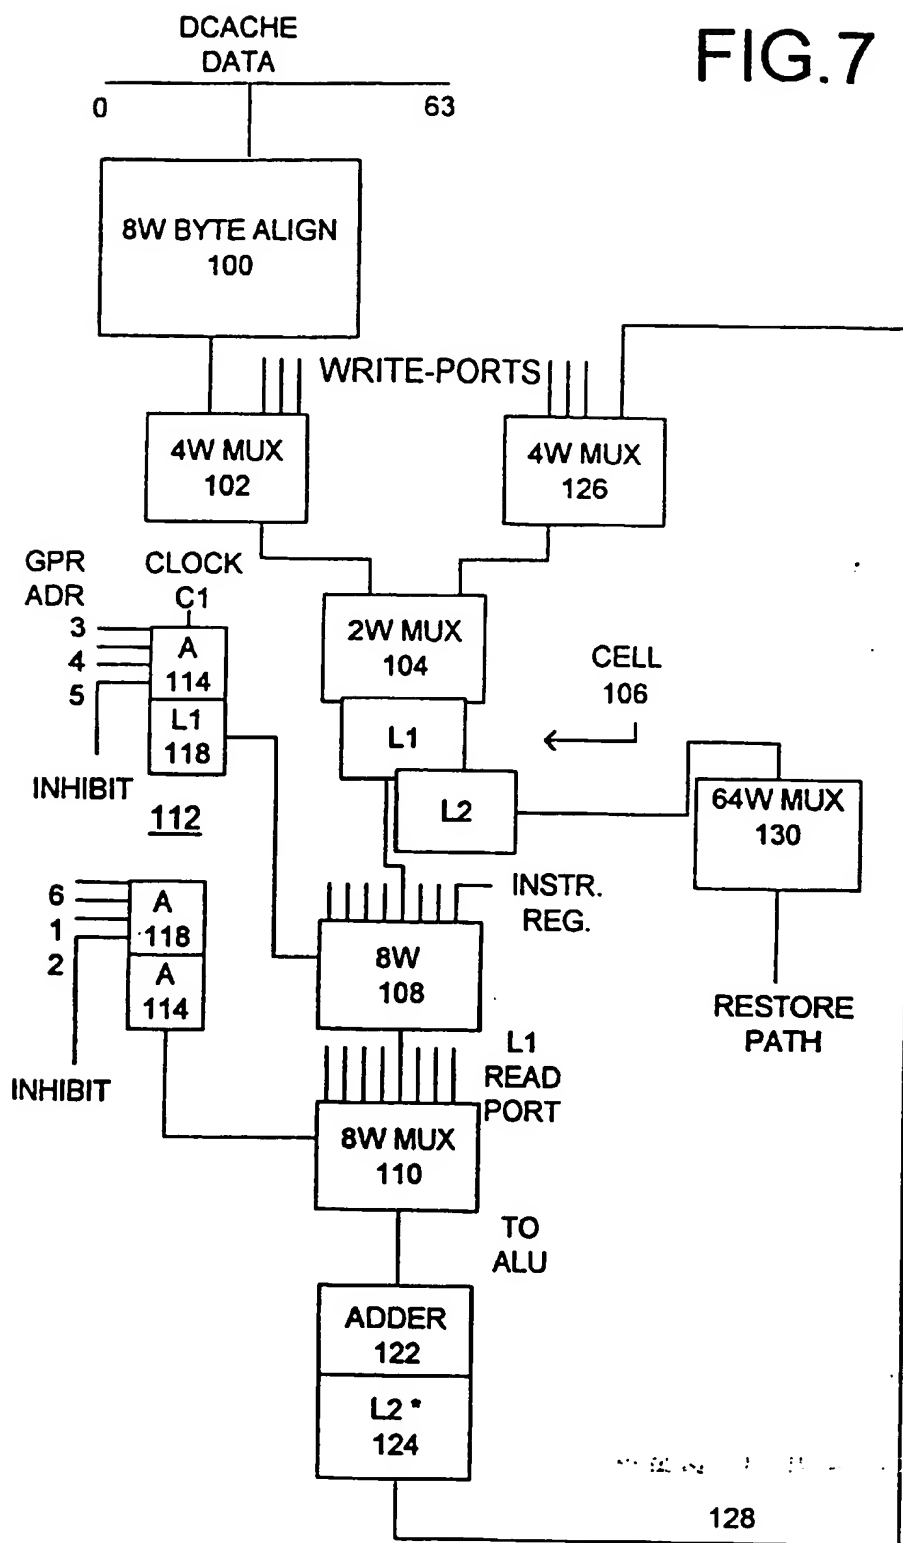 DCACHE
DATA
FIG.7
0
63
8W BYTE ALIGN
100
WRITE-PORTS
4W MUX
102
4W MUX
126
GPR
ADR
CLOCK
C1
3
4
5
A
114
L1
118
INHIBIT
112
2W MUX
104
L1
L2
CELL
106
64W MUX
130
6
1
2
A
118
A
114
INHIBIT
INSTR.
REG.
8W
108
RESTORE
PATH
L1
READ
PORT
8W MUX
110
TO
ALU
ADDER
122
L2 *
124
128